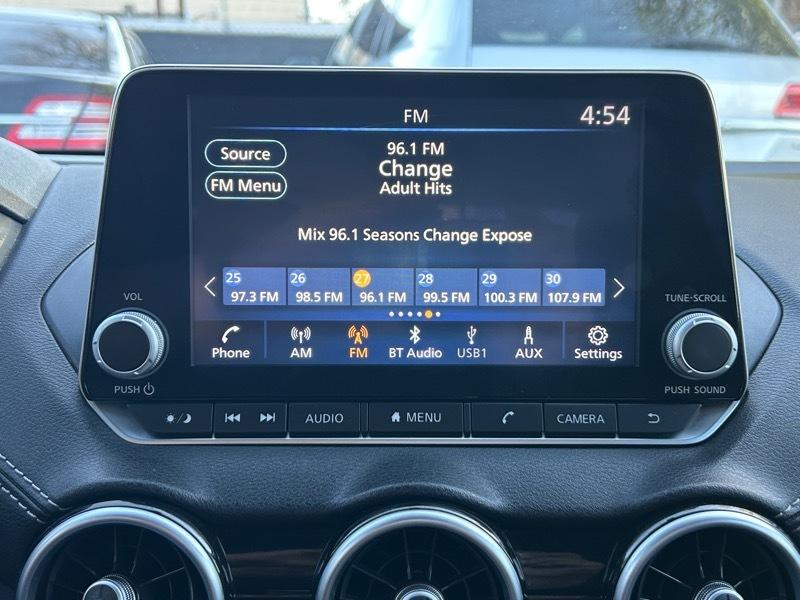 FM
4:54
Source
96.1 FM
Change
FM Menu
Adult Hits
Mix 96.1 Seasons Change Expose
25 26 27 28 29 30
97.3 FM 98.5 FM 96.1 FM 99.5 FM 100.3 FM 107.9 FM
VOL
TUNE·SCROLL
Phone AM FM BT Audio USB1 AUX Settings
PUSH
PUSH SOUND
AUDIO MENU CAMERA